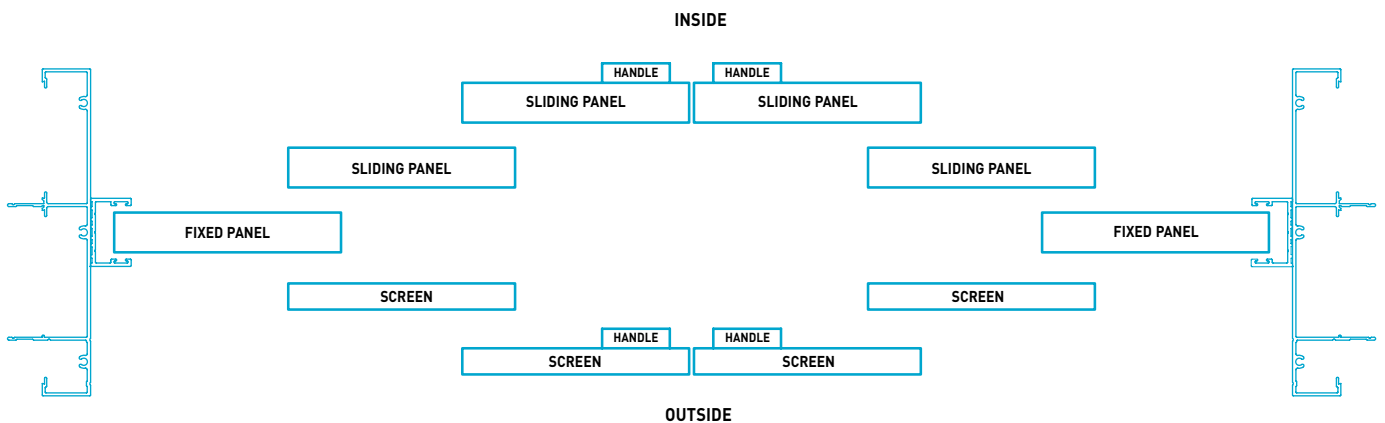 INSIDE
HANDLE HANDLE
SLIDING PANEL SLIDING PANEL
SLIDING PANEL SLIDING PANEL
FIXED PANEL FIXED PANEL
SCREEN SCREEN
HANDLE HANDLE
SCREEN SCREEN
OUTSIDE